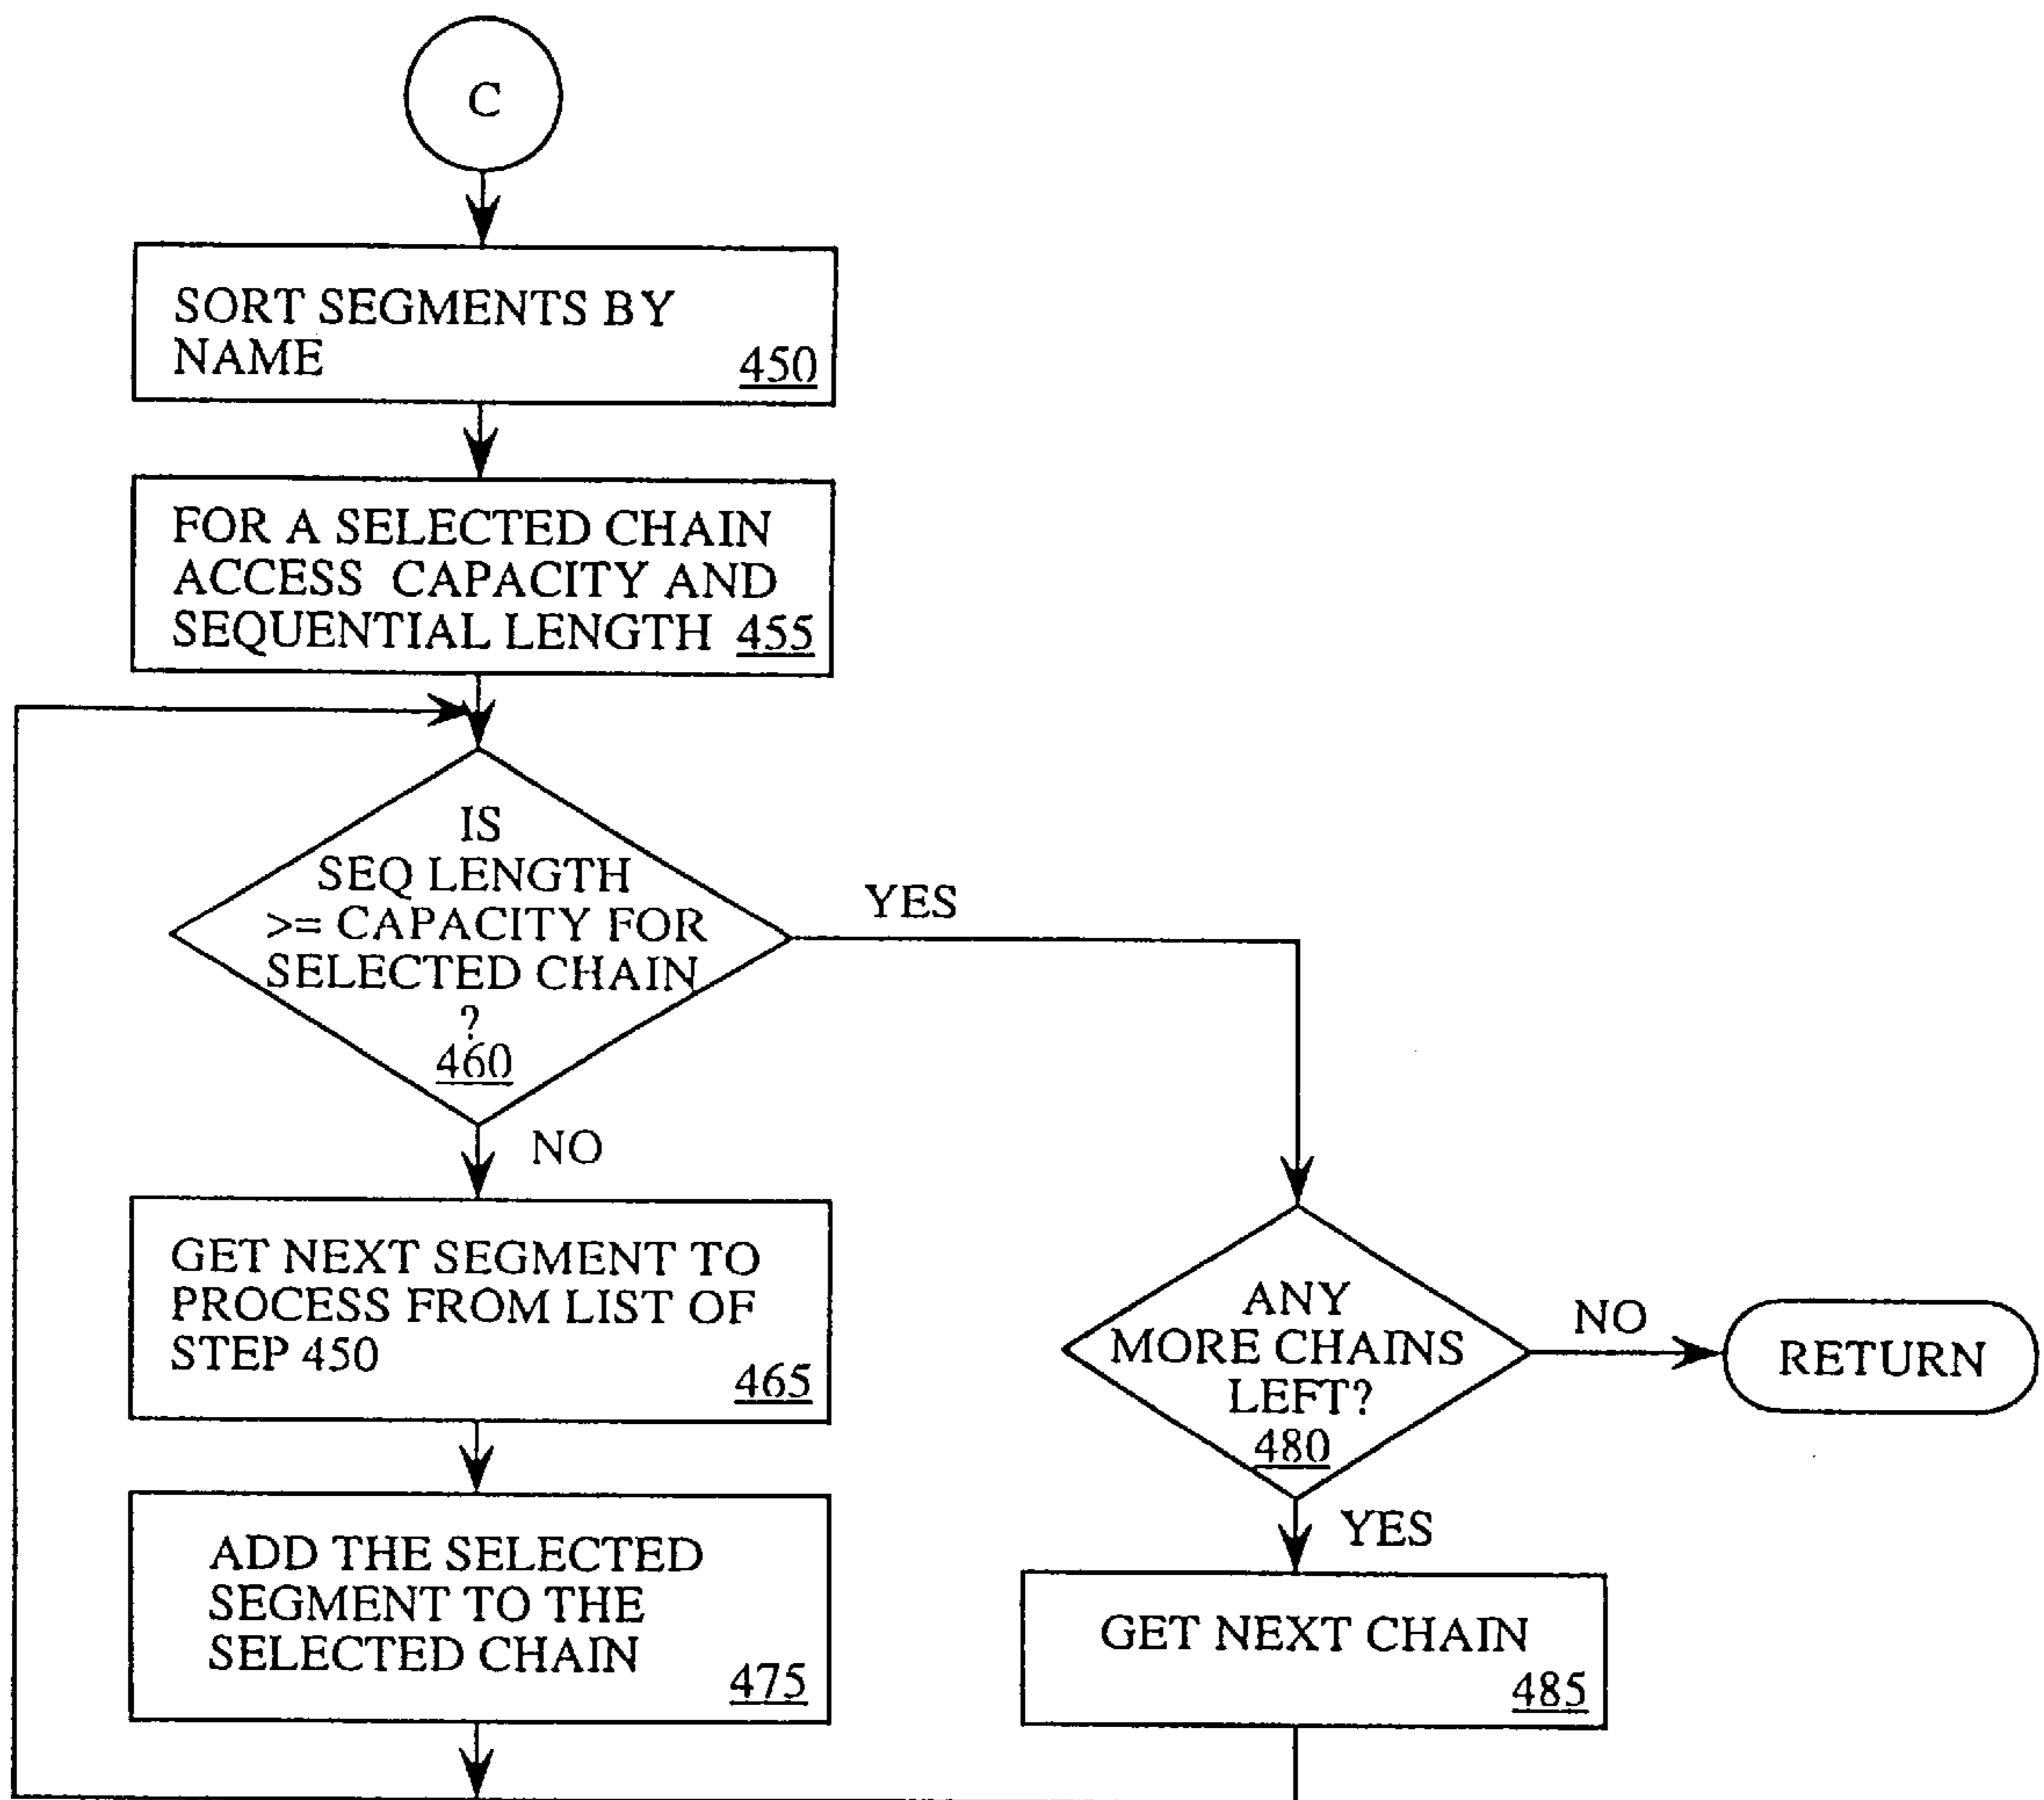 C
SORT SEGMENTS BY
NAME
450
FOR A SELECTED CHAIN
ACCESS CAPACITY AND
SEQUENTIAL LENGTH 455
IS
SEQ LENGTH
>= CAPACITY FOR
SELECTED CHAIN
?
460
YES
NO
GET NEXT SEGMENT TO
PROCESS FROM LIST OF
STEP 450
465
ADD THE SELECTED
SEGMENT TO THE
SELECTED CHAIN
475
ANY
MORE CHAINS
LEFT?
480
NO
RETURN
YES
GET NEXT CHAIN
485